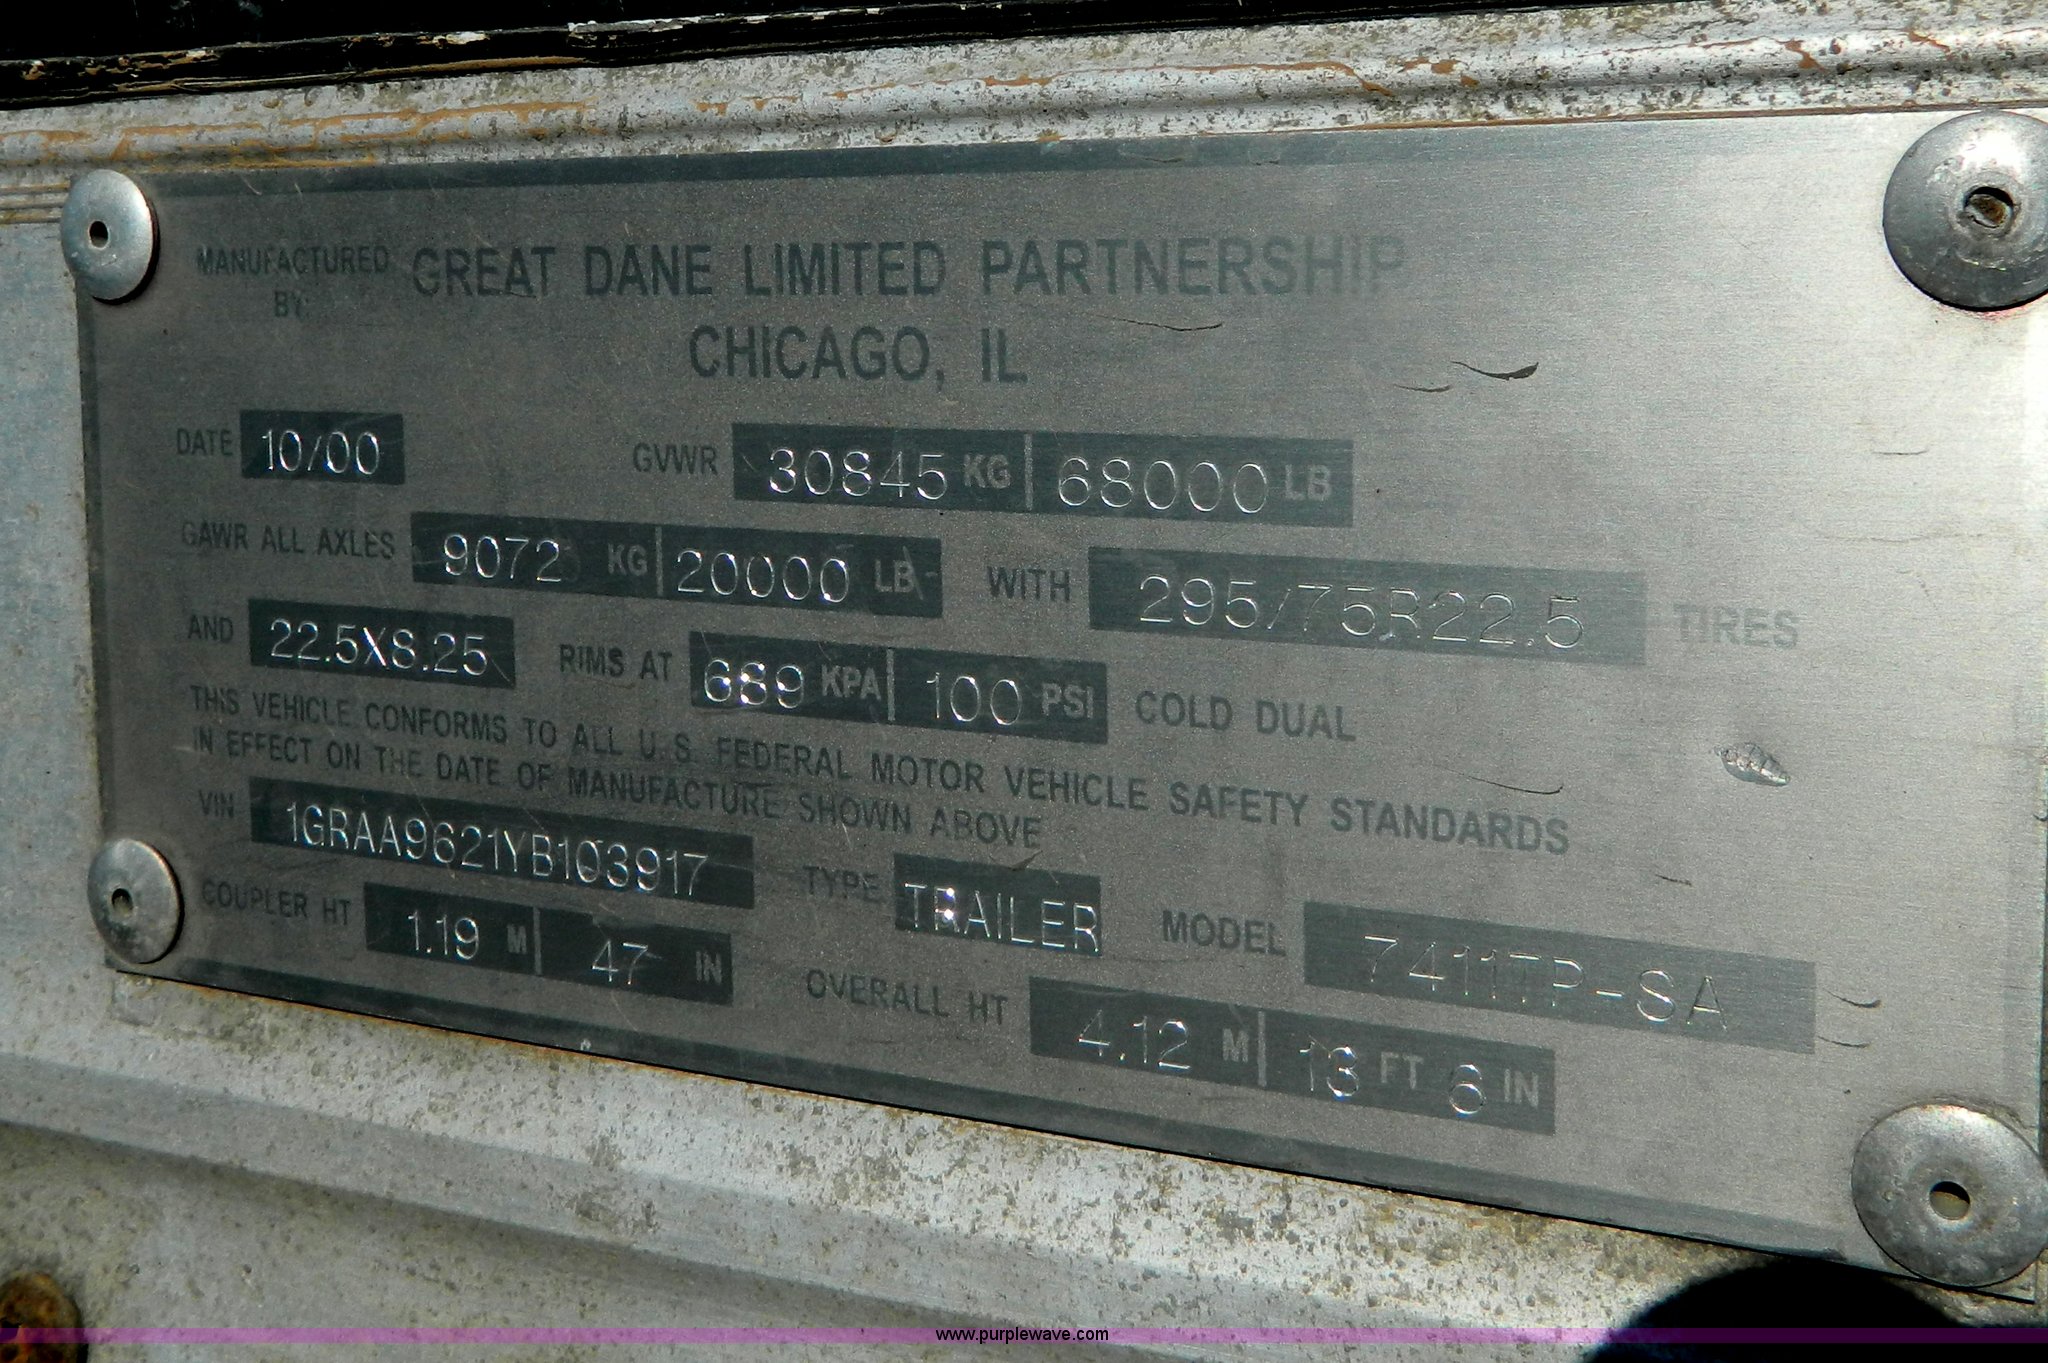 MANUFACTURED BY: GREAT DANE LIMITED PARTNERSHIP
CHICAGO, IL
DATE 10/00 GVWR 30845 KG 68000 LB
GAWR ALL AXLES 9072 KG 20000 LB WITH 295/75R22.5 TIRES
AND 22.5X8.25 RIMS AT 689 KPA 100 PSI COLD DUAL
THIS VEHICLE CONFORMS TO ALL U.S. FEDERAL MOTOR VEHICLE SAFETY STANDARDS
IN EFFECT ON THE DATE OF MANUFACTURE SHOWN ABOVE
VIN 1GRAA9621YB103917 TYPE TRAILER MODEL 7411TP-SA
COUPLER HT 1.19 M 47 IN OVERALL HT 4.12 M 13 FT 6 IN
www.purplewave.com